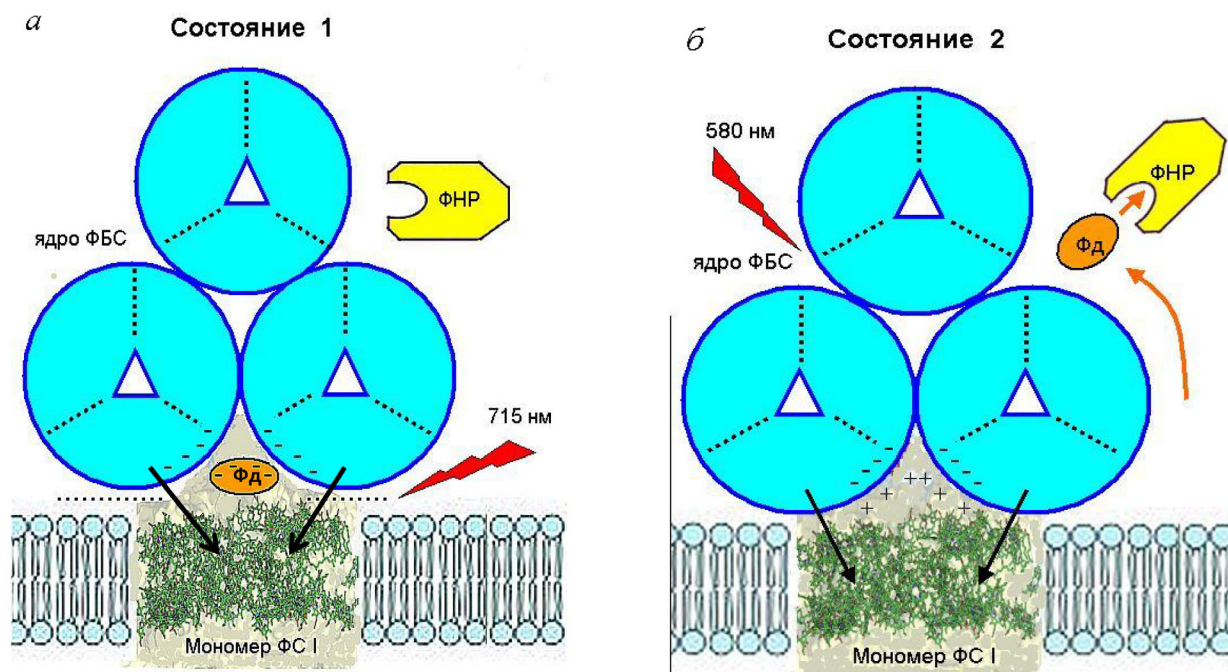 а
Состояние 1
ФНР
ядро ФБС
715 нм
- Фд -
Мономер ФС I
б
Состояние 2
580 нм
ФНР
Фд
ядро ФБС
++
+ +
+ +
Мономер ФС I